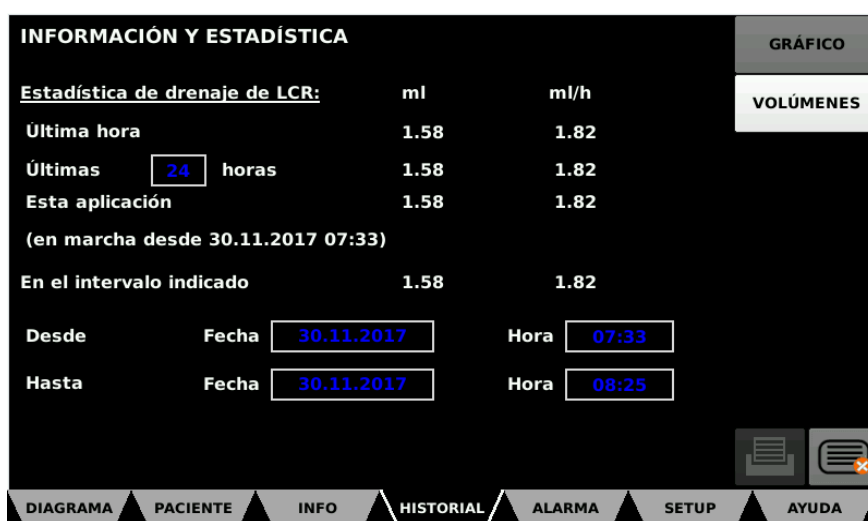 INFORMACIÓN Y ESTADÍSTICA
GRÁFICO
Estadística de drenaje de LCR: ml ml/h
VOLÚMENES
Última hora 1.58 1.82
Últimas 24 horas 1.58 1.82
Esta aplicación 1.58 1.82
(en marcha desde 30.11.2017 07:33)
En el intervalo indicado 1.58 1.82
Desde Fecha 30.11.2017 Hora 07:33
Hasta Fecha 30.11.2017 Hora 08:25
DIAGRAMA PACIENTE INFO HISTORIAL ALARMA SETUP AYUDA